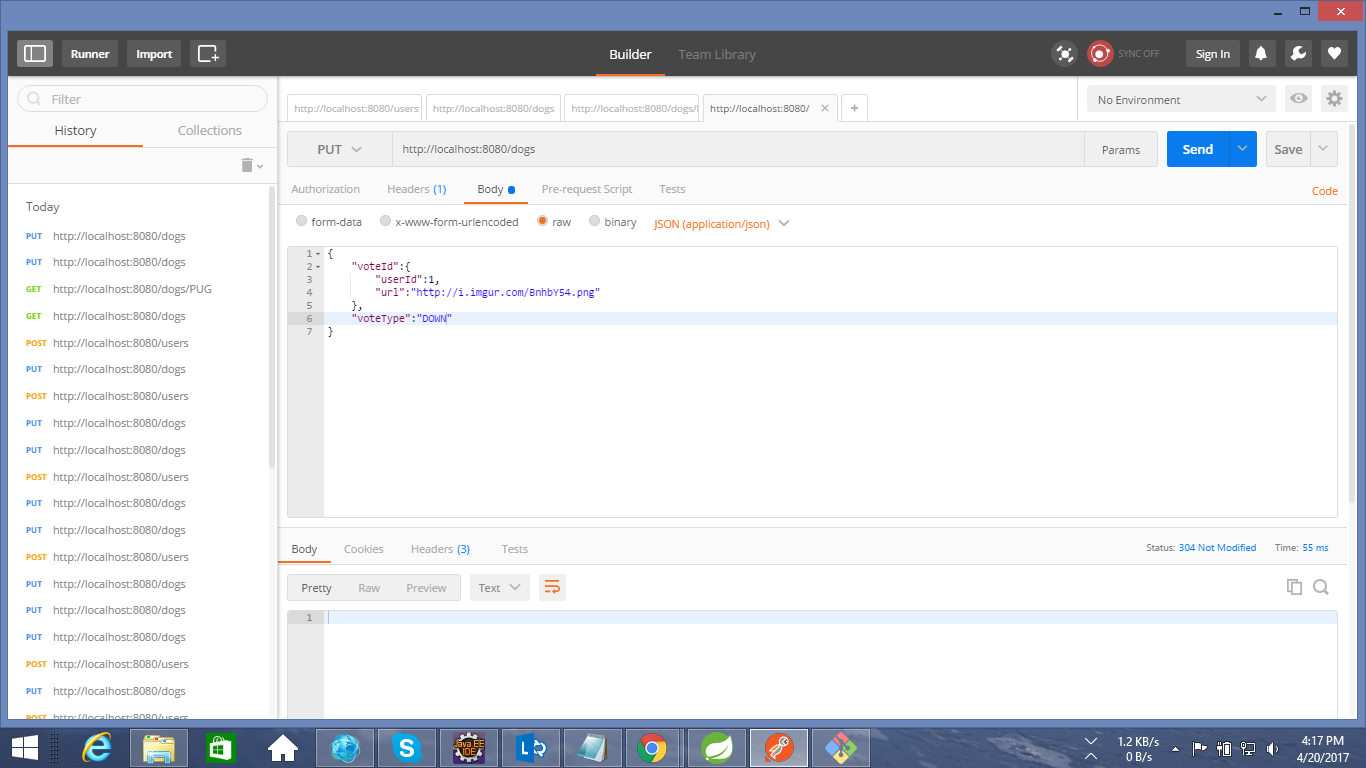 Runner
Import
Builder
Team Library
SYNC OFF
Sign In
Filter
History
Collections
Today
PUT http://localhost:8080/dogs
PUT http://localhost:8080/dogs
GET http://localhost:8080/dogs/PUG
GET http://localhost:8080/dogs
POST http://localhost:8080/users
PUT http://localhost:8080/dogs
POST http://localhost:8080/users
PUT http://localhost:8080/dogs
PUT http://localhost:8080/dogs
POST http://localhost:8080/users
PUT http://localhost:8080/dogs
PUT http://localhost:8080/dogs
POST http://localhost:8080/users
PUT http://localhost:8080/dogs
PUT http://localhost:8080/dogs
PUT http://localhost:8080/dogs
POST http://localhost:8080/users
PUT http://localhost:8080/dogs
POST http://localhost:8080/users
http://localhost:8080/users
http://localhost:8080/dogs
http://localhost:8080/dogs/
http://localhost:8080/
No Environment
PUT
http://localhost:8080/dogs
Params
Send
Save
Authorization
Headers (1)
Body
Pre-request Script
Tests
Code
form-data
x-www-form-urlencoded
raw
binary
JSON (application/json)
1 {
2 "voteId":{
3 "userId":1,
4 "url":"http://i.imgur.com/BnhbY54.png"
5 },
6 "voteType":"DOWN"
7 }
Body
Cookies
Headers (3)
Tests
Status: 304 Not Modified
Time: 55 ms
Pretty
Raw
Preview
Text
1
Java EE
IDE
1.2 KB/s
0 B/s
4:17 PM
4/20/2017